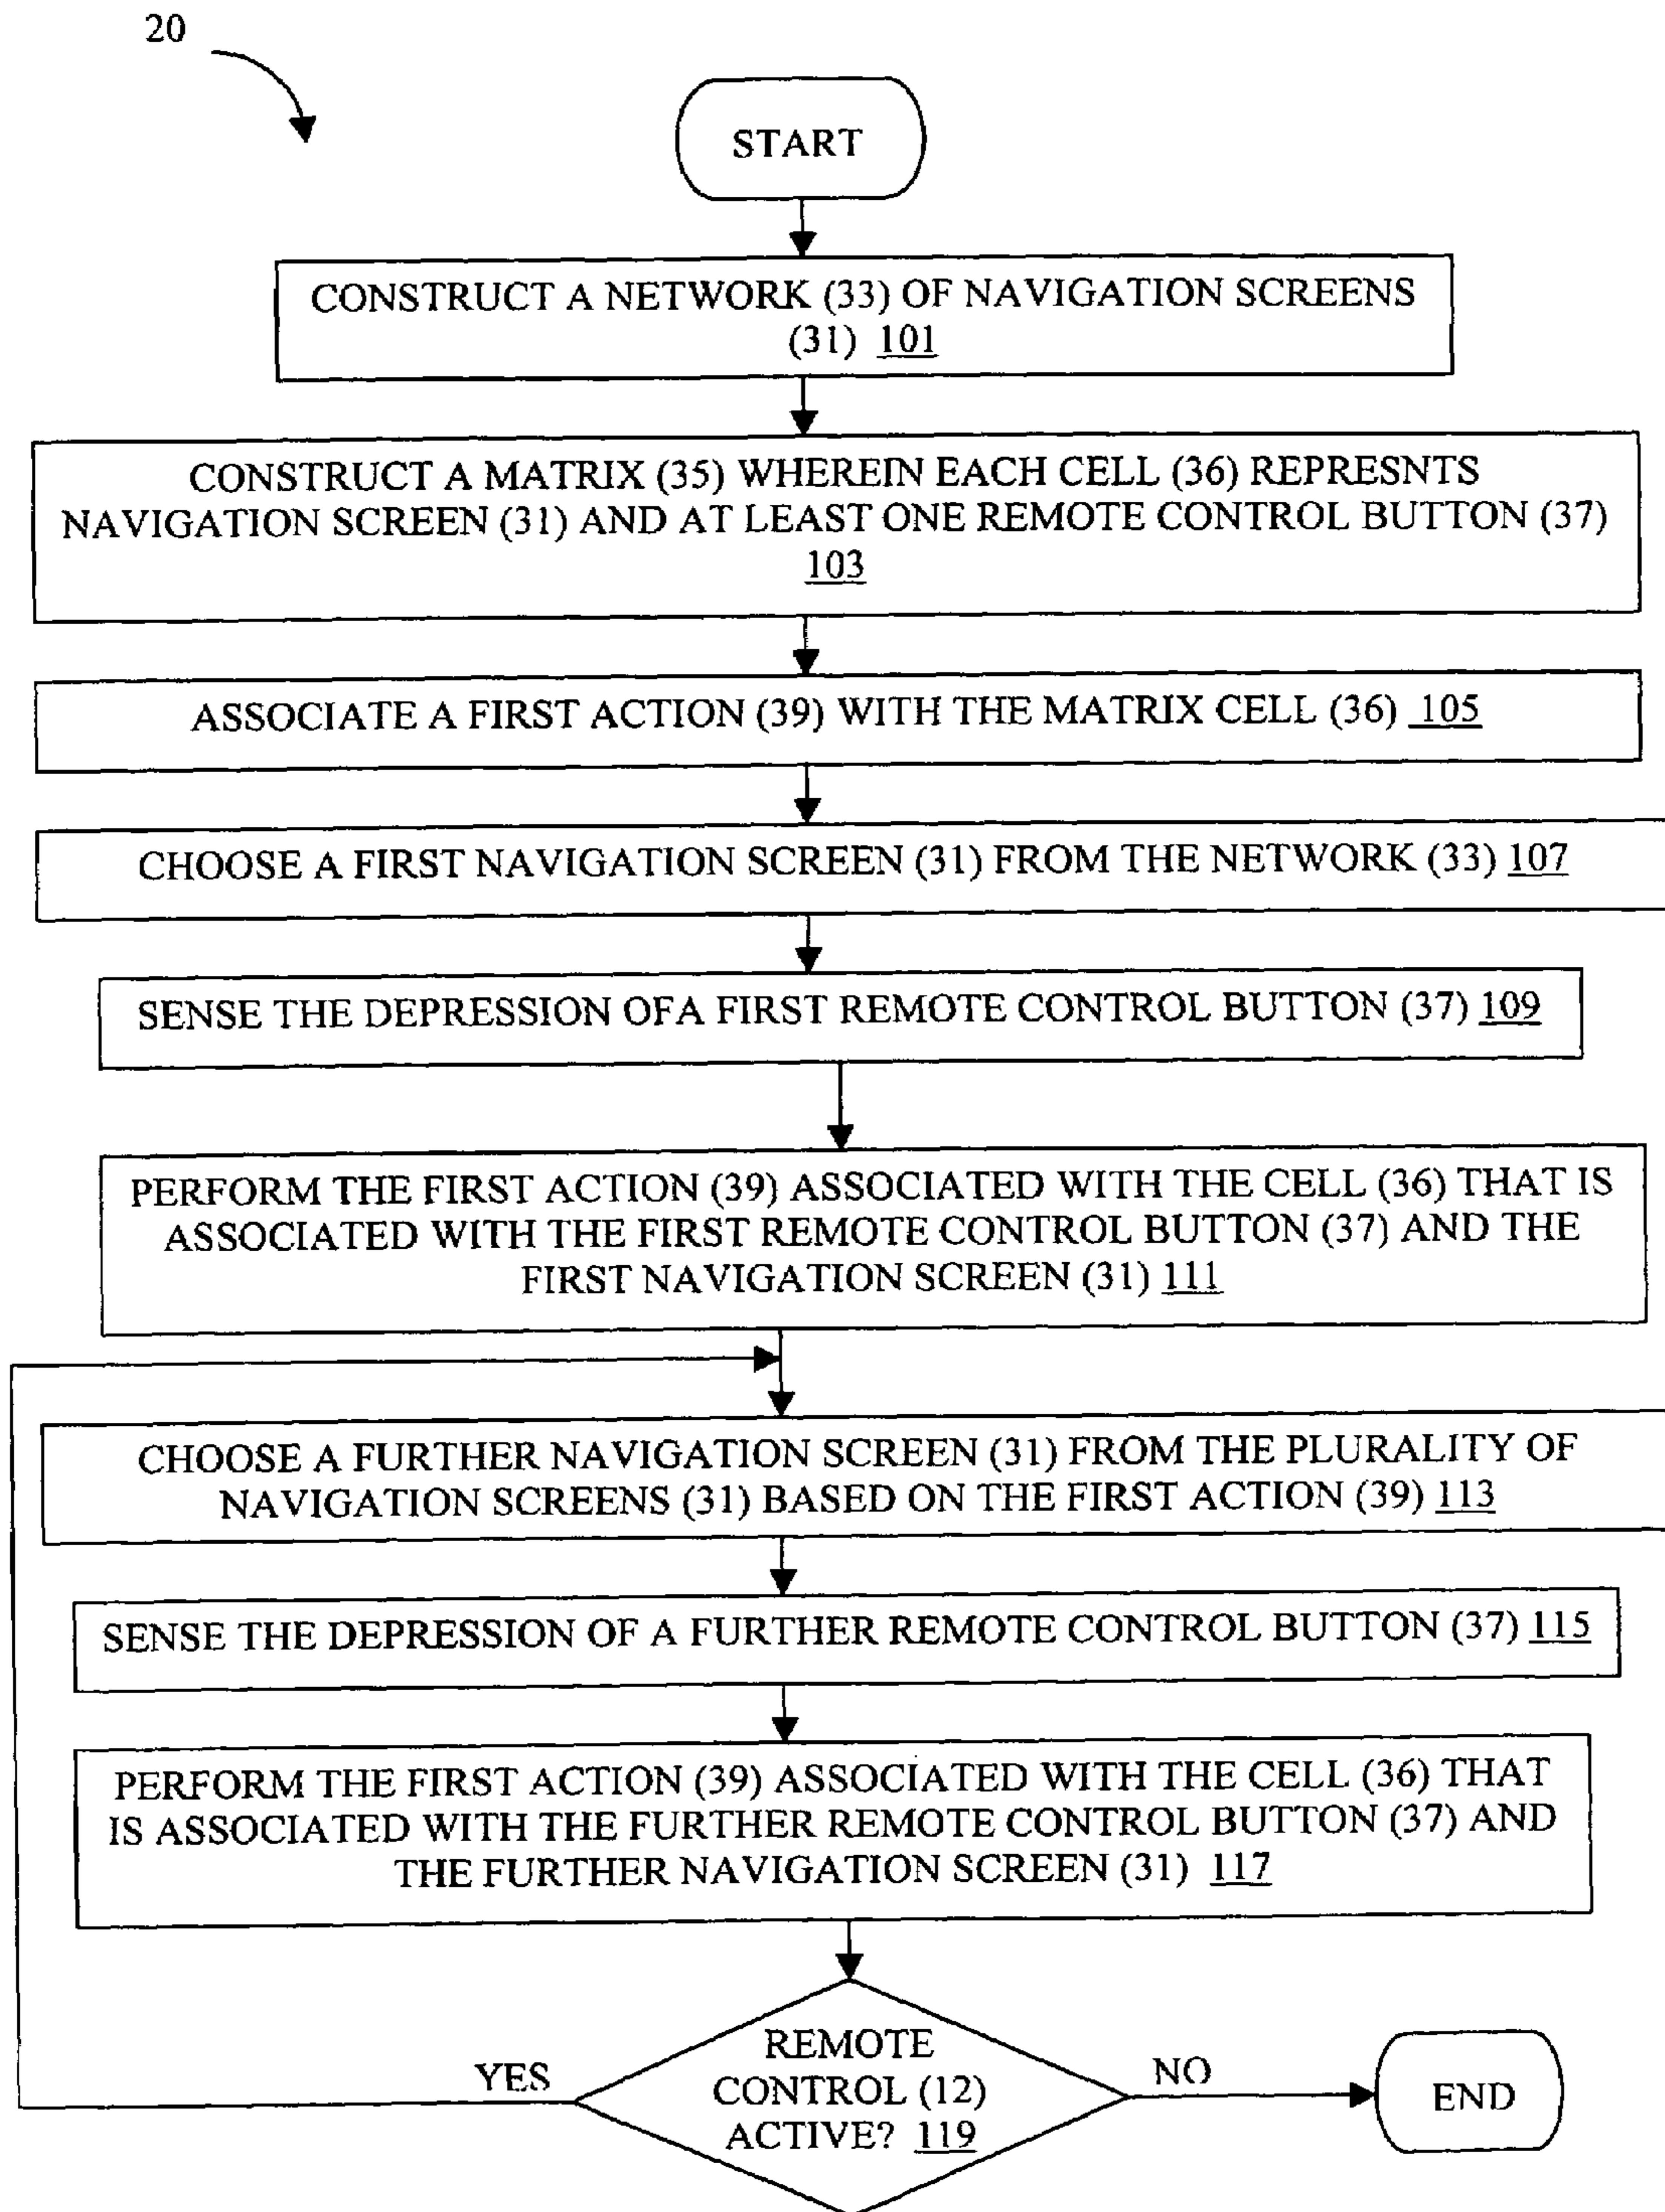 20
START
CONSTRUCT A NETWORK (33) OF NAVIGATION SCREENS
(31) 101
CONSTRUCT A MATRIX (35) WHEREIN EACH CELL (36) REPRESNTS
NAVIGATION SCREEN (31) AND AT LEAST ONE REMOTE CONTROL BUTTON (37)
103
ASSOCIATE A FIRST ACTION (39) WITH THE MATRIX CELL (36) 105
CHOOSE A FIRST NAVIGATION SCREEN (31) FROM THE NETWORK (33) 107
SENSE THE DEPRESSION OFA FIRST REMOTE CONTROL BUTTON (37) 109
PERFORM THE FIRST ACTION (39) ASSOCIATED WITH THE CELL (36) THAT IS
ASSOCIATED WITH THE FIRST REMOTE CONTROL BUTTON (37) AND THE
FIRST NAVIGATION SCREEN (31) 111
CHOOSE A FURTHER NAVIGATION SCREEN (31) FROM THE PLURALITY OF
NAVIGATION SCREENS (31) BASED ON THE FIRST ACTION (39) 113
SENSE THE DEPRESSION OF A FURTHER REMOTE CONTROL BUTTON (37) 115
PERFORM THE FIRST ACTION (39) ASSOCIATED WITH THE CELL (36) THAT
IS ASSOCIATED WITH THE FURTHER REMOTE CONTROL BUTTON (37) AND
THE FURTHER NAVIGATION SCREEN (31) 117
REMOTE
CONTROL (12)
ACTIVE? 119
YES
NO
END